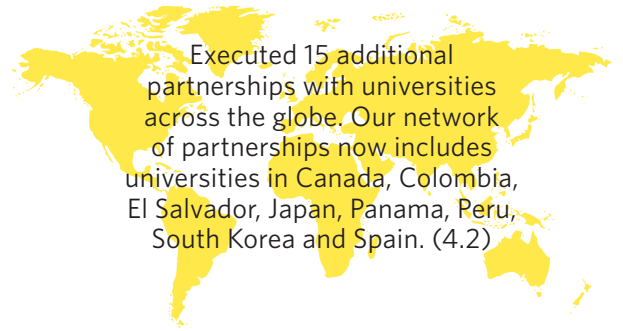 Executed 15 additional
partnerships with universities
across the globe. Our network
of partnerships now includes
universities in Canada, Colombia,
El Salvador, Japan, Panama, Peru,
South Korea and Spain. (4.2)